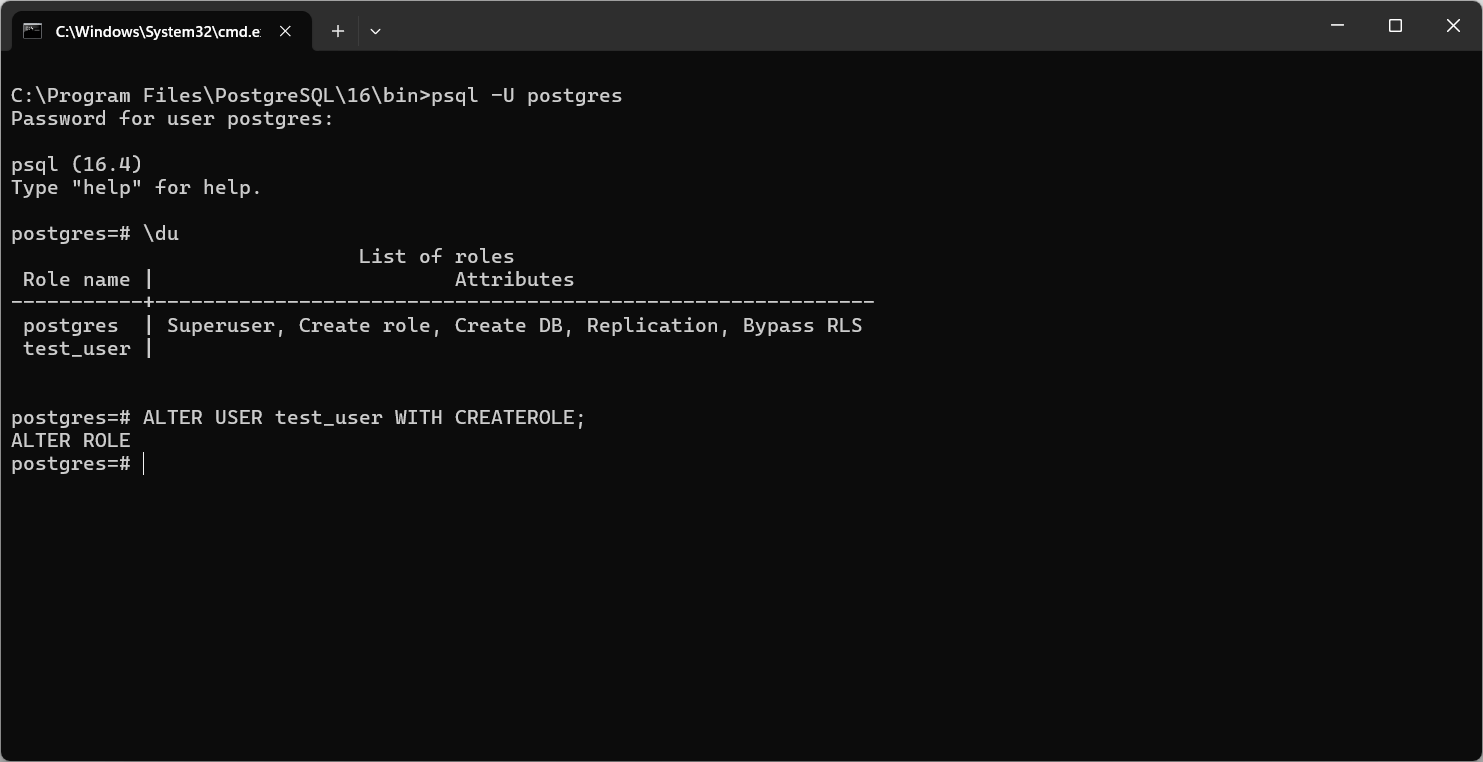 C:\Windows\System32\cmd.e
C:\Program Files\PostgreSQL\16\bin>psql -U postgres
Password for user postgres:
psql (16.4)
Type "help" for help.
postgres=# \du
                             List of roles
 Role name |                         Attributes
-----------+------------------------------------------------------------
 postgres  | Superuser, Create role, Create DB, Replication, Bypass RLS
 test_user |
postgres=# ALTER USER test_user WITH CREATEROLE;
ALTER ROLE
postgres=#